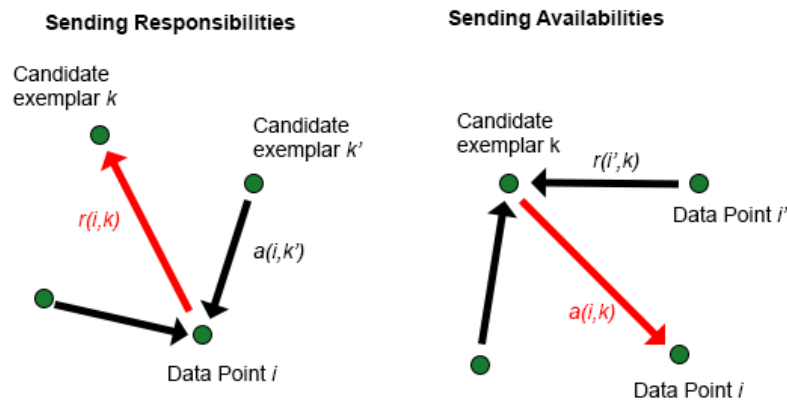 Sending Responsibilities
Candidate
exemplar k
Candidate
exemplar k’
r(i,k)
a(i,k’)
Data Point i
Sending Availabilities
Candidate
exemplar k
r(i',k)
Data Point i'
a(i,k)
Data Point i